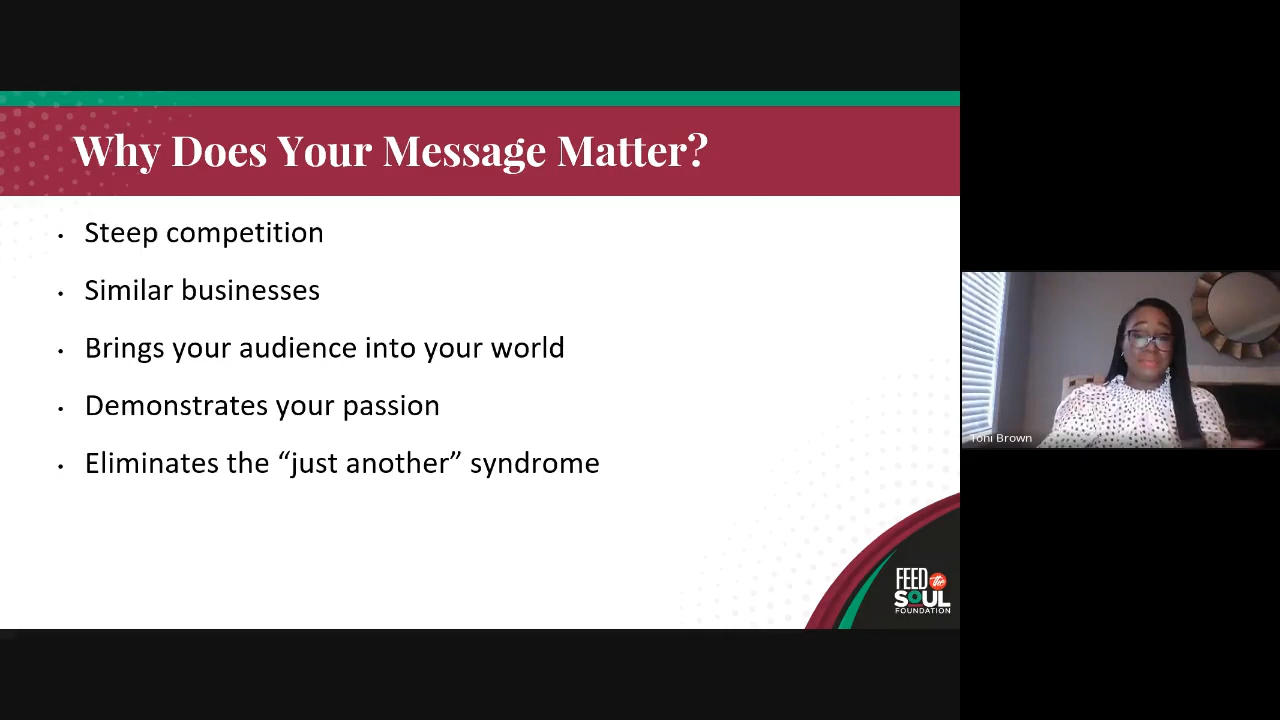 Why Does Your Message Matter?
• Steep competition
• Similar businesses
• Brings your audience into your world
• Demonstrates your passion
• Eliminates the “just another” syndrome
Toni Brown
FEED the
SOUL
FOUNDATION